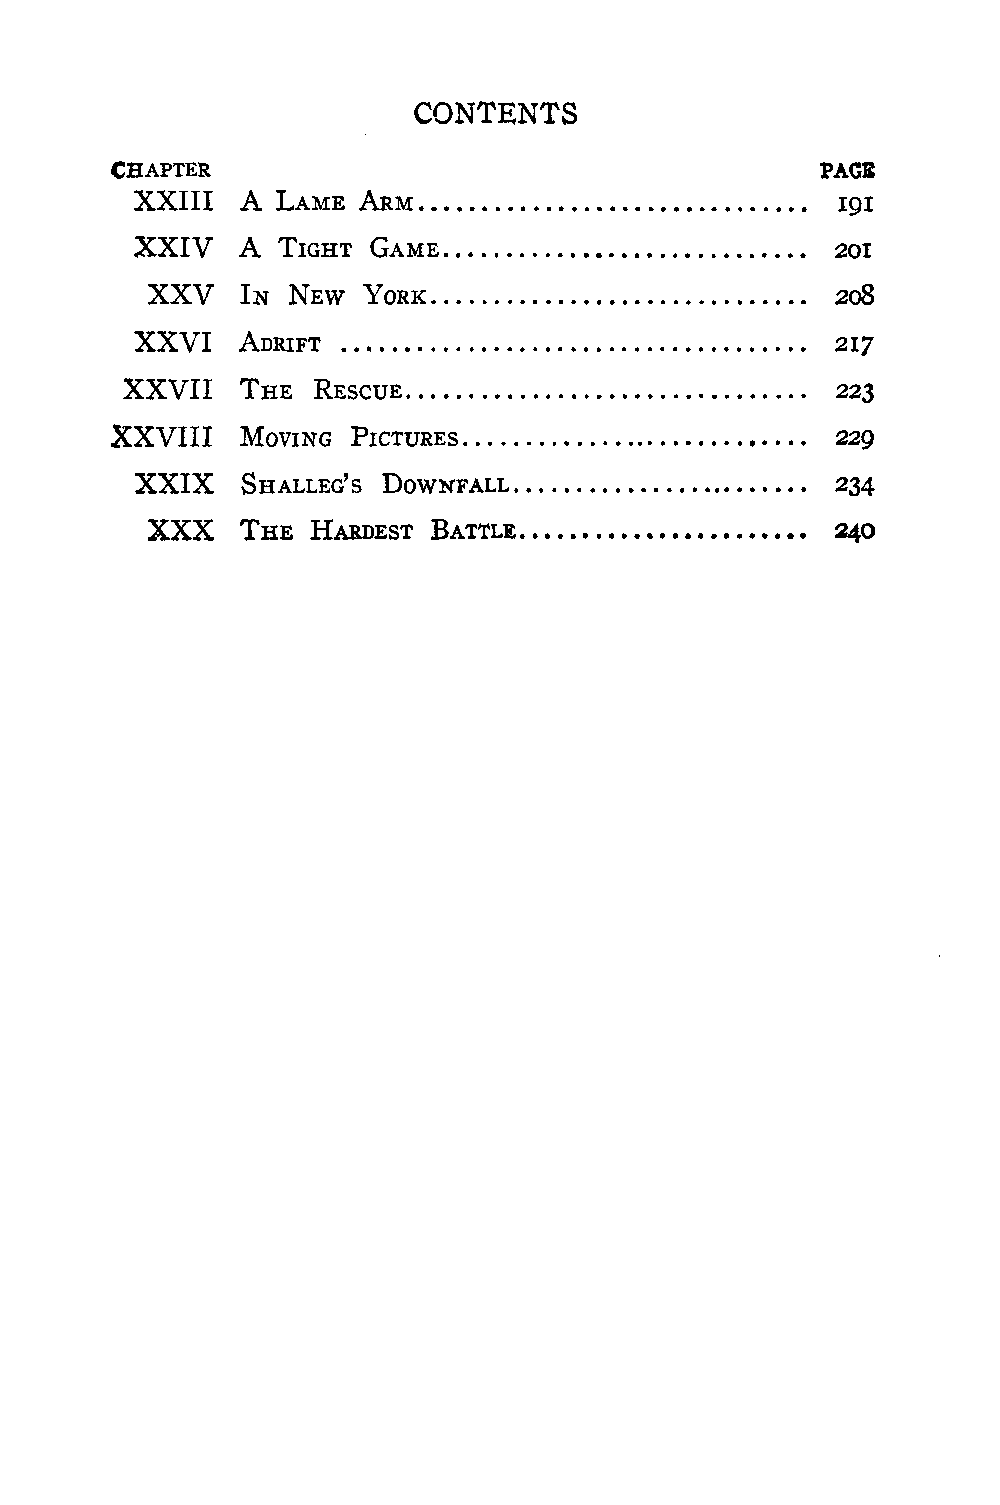 CONTENTS
CHAPTER PAGE
XXIII A LAME ARM............................... 191
XXIV A TIGHT GAME............................. 201
XXV IN NEW YORK.............................. 208
XXVI ADRIFT ..................................... 217
XXVII THE RESCUE................................ 223
XXVIII MOVING PICTURES............................ 229
XXIX SHALLEG'S DOWNFALL........................ 234
XXX THE HARDEST BATTLE....................... 240